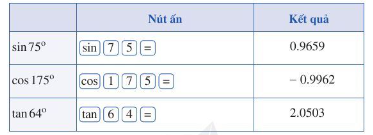 Nút ấn Kết quả
sin 75° sin 7 5 = 0.9659
cos 175° cos 1 7 5 = – 0.9962
tan 64° tan 6 4 = 2.0503